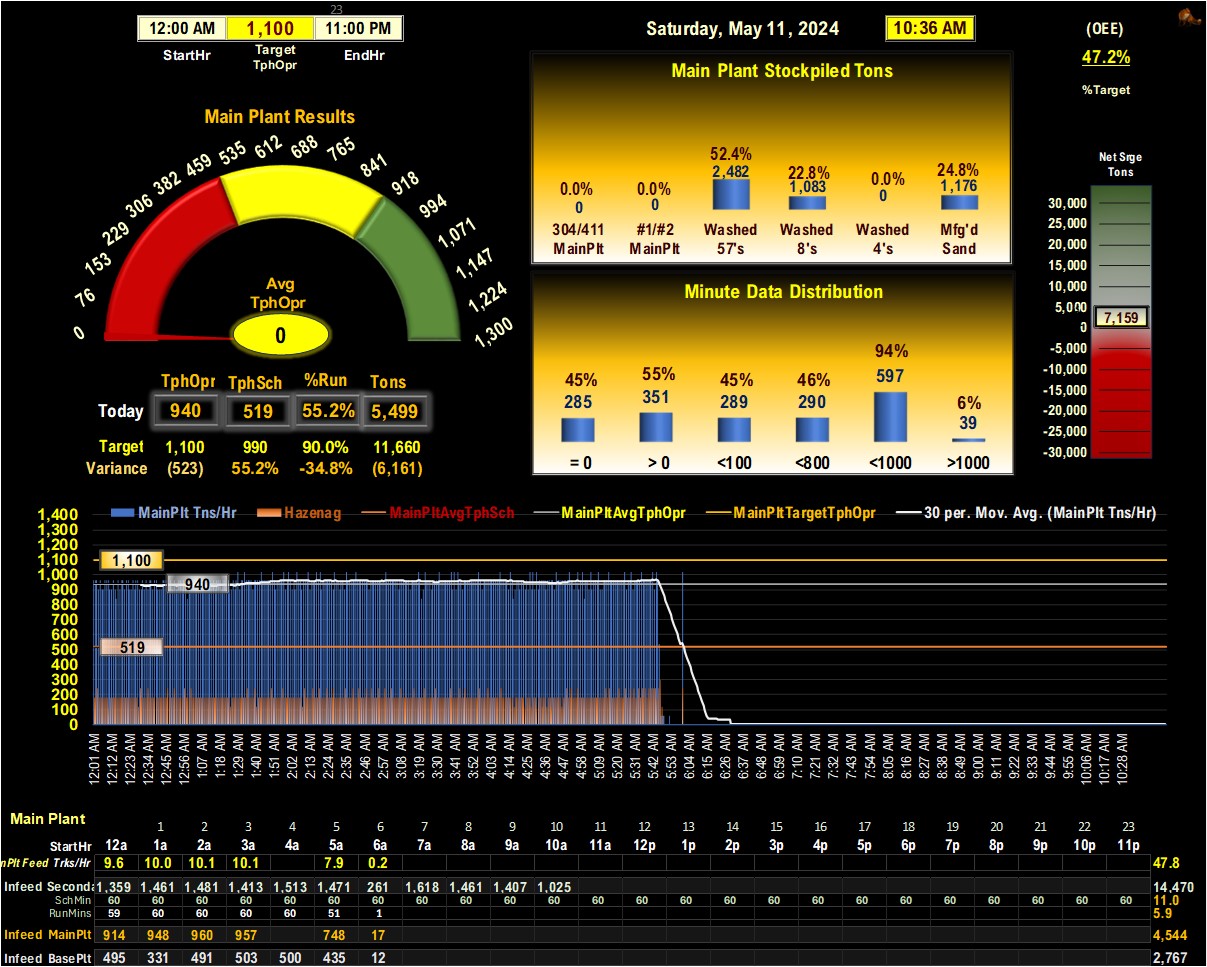 23
12:00 AM 1,100 11:00 PM
StartHr Target TphOpr EndHr
Saturday, May 11, 2024 10:36 AM
(OEE)
47.2%
%Target
Main Plant Results
0 76 153 229 306 382 459 535 612 688 765 841 918 994 1,071 1,147 1,224 1,300
Avg
TphOpr
0
TphOpr TphSch %Run Tons
Today 940 519 55.2% 5,499
Target 1,100 990 90.0% 11,660
Variance (523) 55.2% -34.8% (6,161)
Main Plant Stockpiled Tons
0.0% 0.0% 52.4% 22.8% 0.0% 24.8%
0 0 2,482 1,083 0 1,176
304/411 #1/#2 Washed Washed Washed Mfg'd
MainPlt MainPlt 57's 8's 4's Sand
Minute Data Distribution
45% 55% 45% 46% 94% 6%
285 351 289 290 597 39
= 0 > 0 <100 <800 <1000 >1000
Net Srge
Tons
30,000
25,000
20,000
15,000
10,000
5,000
7,159
0
-5,000
-10,000
-15,000
-20,000
-25,000
-30,000
MainPlt Tns/Hr Hazenag MainPltAvgTphSch MainPltAvgTphOpr MainPltTargetTphOpr 30 per. Mov. Avg. (MainPlt Tns/Hr)
1,400
1,300
1,200
1,100 1,100
1,000
900 940
800
700
600
500 519
400
300
200
100
0
12:01 AM 12:12 AM 12:23 AM 12:34 AM 12:45 AM 12:56 AM 1:07 AM 1:18 AM 1:29 AM 1:40 AM 1:51 AM 2:02 AM 2:13 AM 2:24 AM 2:35 AM 2:46 AM 2:57 AM 3:08 AM 3:19 AM 3:30 AM 3:41 AM 3:52 AM 4:03 AM 4:14 AM 4:25 AM 4:36 AM 4:47 AM 4:58 AM 5:09 AM 5:20 AM 5:31 AM 5:42 AM 5:53 AM 6:04 AM 6:15 AM 6:26 AM 6:37 AM 6:48 AM 6:59 AM 7:10 AM 7:21 AM 7:32 AM 7:43 AM 7:54 AM 8:05 AM 8:16 AM 8:27 AM 8:38 AM 8:49 AM 9:00 AM 9:11 AM 9:22 AM 9:33 AM 9:44 AM 9:55 AM 10:06 AM 10:17 AM 10:28 AM
Main Plant
1 2 3 4 5 6 7 8 9 10 11 12 13 14 15 16 17 18 19 20 21 22 23
StartHr 12a 1a 2a 3a 4a 5a 6a 7a 8a 9a 10a 11a 12p 1p 2p 3p 4p 5p 6p 7p 8p 9p 10p 11p
nPlt Feed Trks/Hr 9.6 10.0 10.1 10.1 7.9 0.2 47.8
Infeed Seconda 1,359 1,461 1,481 1,413 1,513 1,471 261 1,618 1,461 1,407 1,025 14,470
SchMin 60 60 60 60 60 60 60 60 60 60 60 60 60 60 60 60 60 60 60 60 60 60 60 60 11.0
RunMins 59 60 60 60 60 51 1 5.9
Infeed MainPlt 914 948 960 957 748 17 4,544
Infeed BasePlt 495 331 491 503 500 435 12 2,767